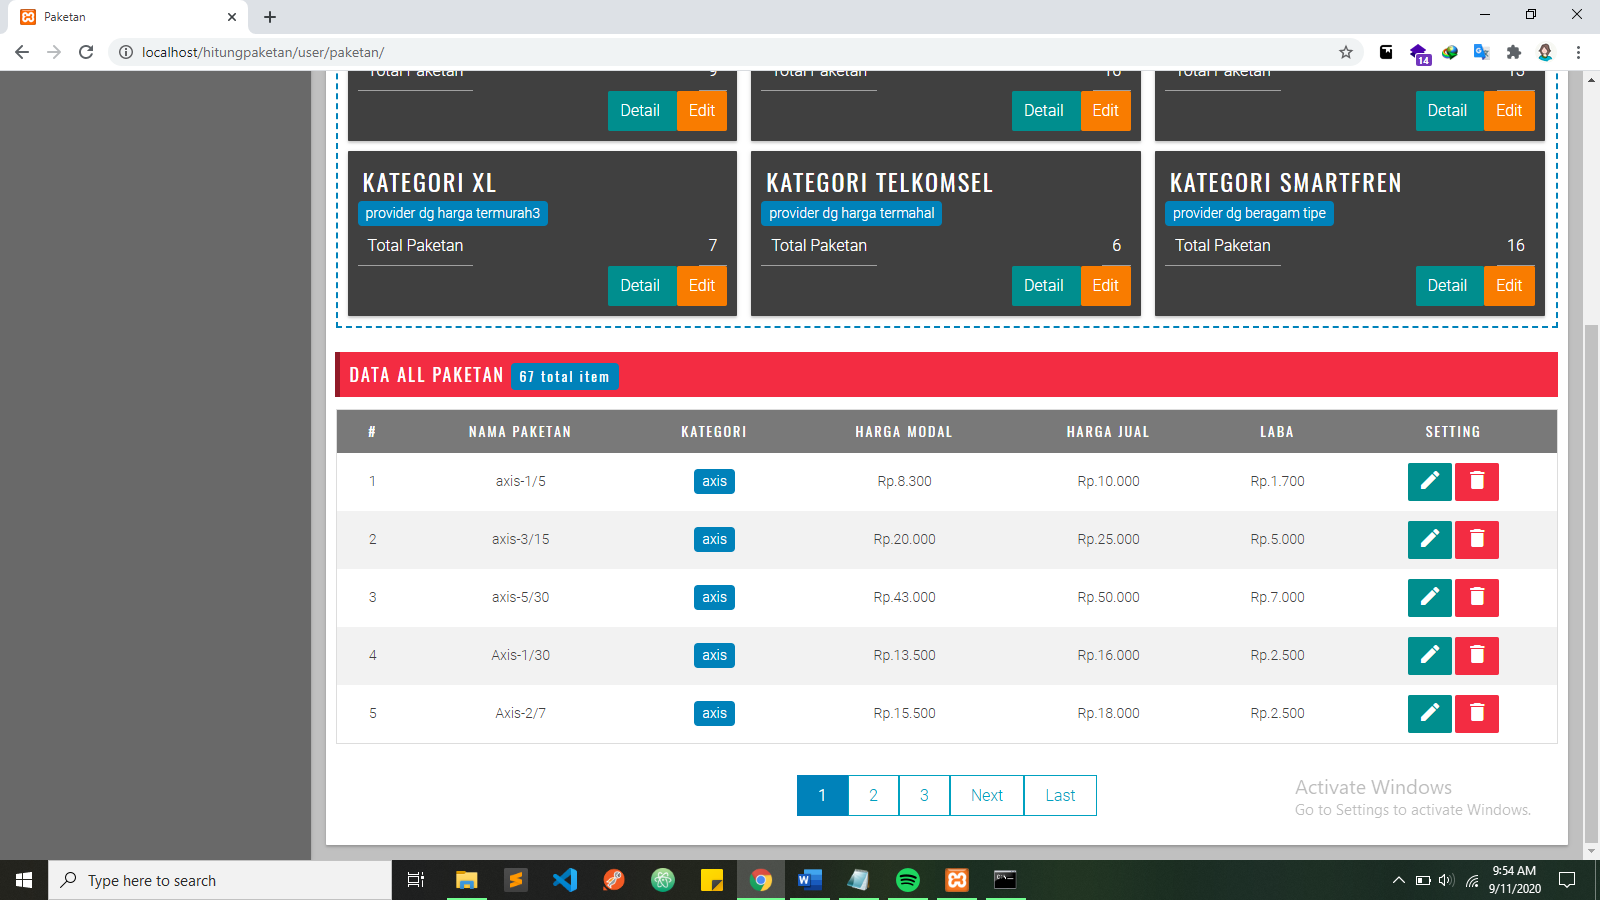 Paketan
localhost/hitungpaketan/user/paketan/
14
Total Paketan 9
Total Paketan 10
Total Paketan 13
Detail Edit
Detail Edit
Detail Edit
KATEGORI XL
provider dg harga termurah3
Total Paketan 7
Detail Edit
KATEGORI TELKOMSEL
provider dg harga termahal
Total Paketan 6
Detail Edit
KATEGORI SMARTFREN
provider dg beragam tipe
Total Paketan 16
Detail Edit
DATA ALL PAKETAN 67 total item
# NAMA PAKETAN KATEGORI HARGA MODAL HARGA JUAL LABA SETTING
1 axis-1/5 axis Rp.8.300 Rp.10.000 Rp.1.700
2 axis-3/15 axis Rp.20.000 Rp.25.000 Rp.5.000
3 axis-5/30 axis Rp.43.000 Rp.50.000 Rp.7.000
4 Axis-1/30 axis Rp.13.500 Rp.16.000 Rp.2.500
5 Axis-2/7 axis Rp.15.500 Rp.18.000 Rp.2.500
1 2 3 Next Last
Activate Windows
Go to Settings to activate Windows.
Type here to search
9:54 AM
9/11/2020